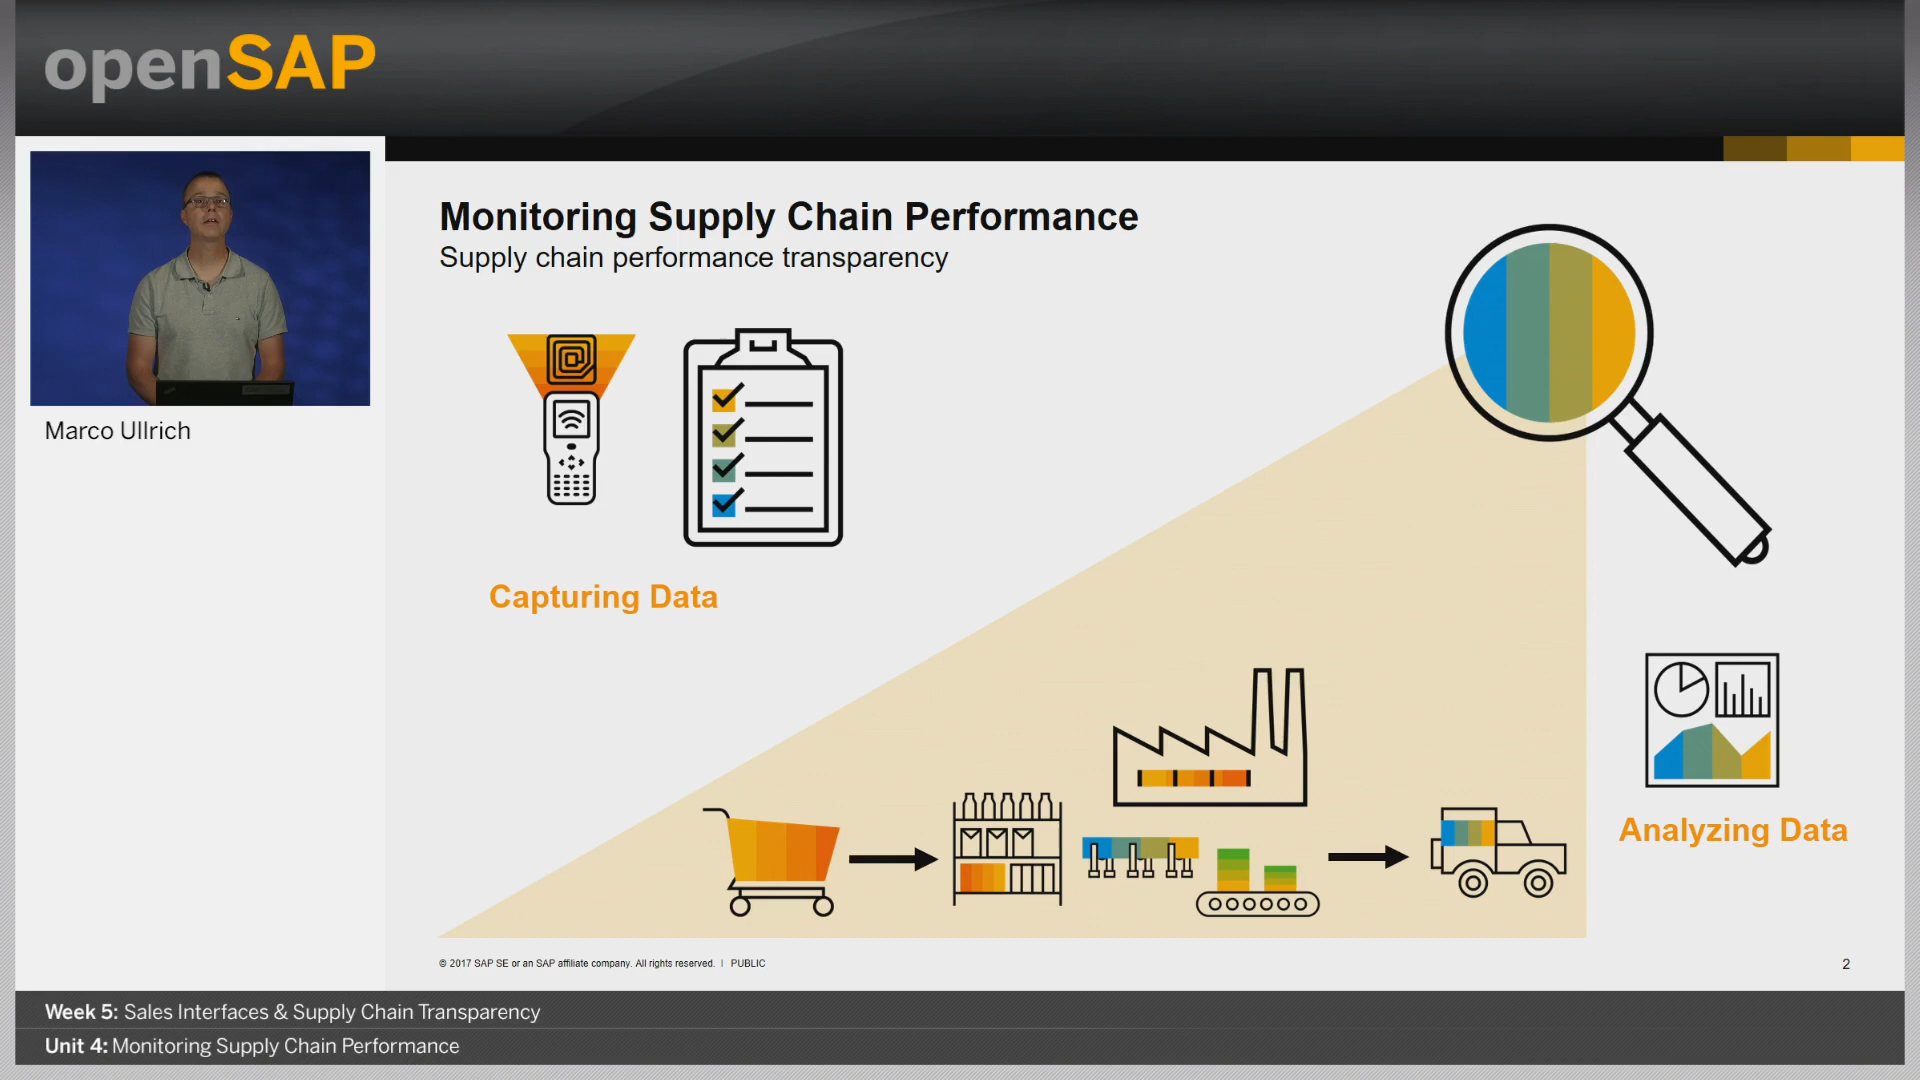 openSAP
Marco Ullrich
Monitoring Supply Chain Performance
Supply chain performance transparency
Capturing Data
Analyzing Data
© 2017 SAP SE or an SAP affiliate company. All rights reserved. | PUBLIC
2
Week 5: Sales Interfaces & Supply Chain Transparency
Unit 4: Monitoring Supply Chain Performance